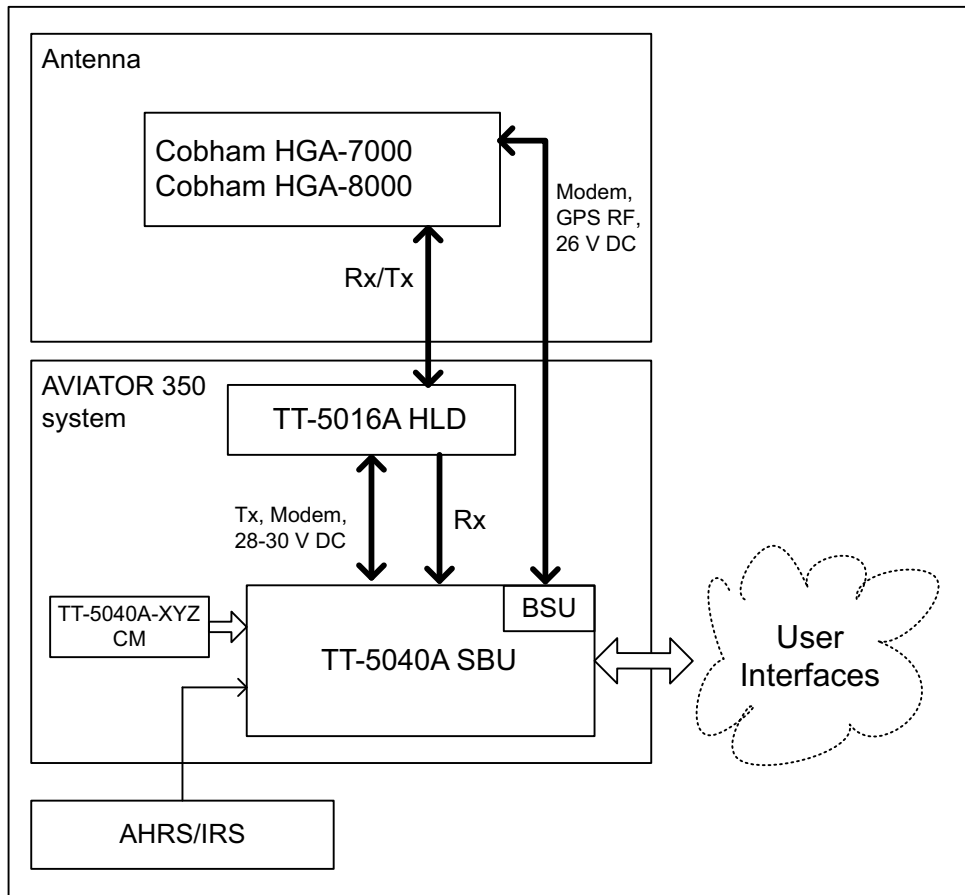 Antenna
Cobham HGA-7000
Cobham HGA-8000
Modem,
GPS RF,
26 V DC
Rx/Tx
AVIATOR 350
system
TT-5016A HLD
Tx, Modem,
28-30 V DC
Rx
BSU
TT-5040A-XYZ
CM
TT-5040A SBU
User
Interfaces
AHRS/IRS